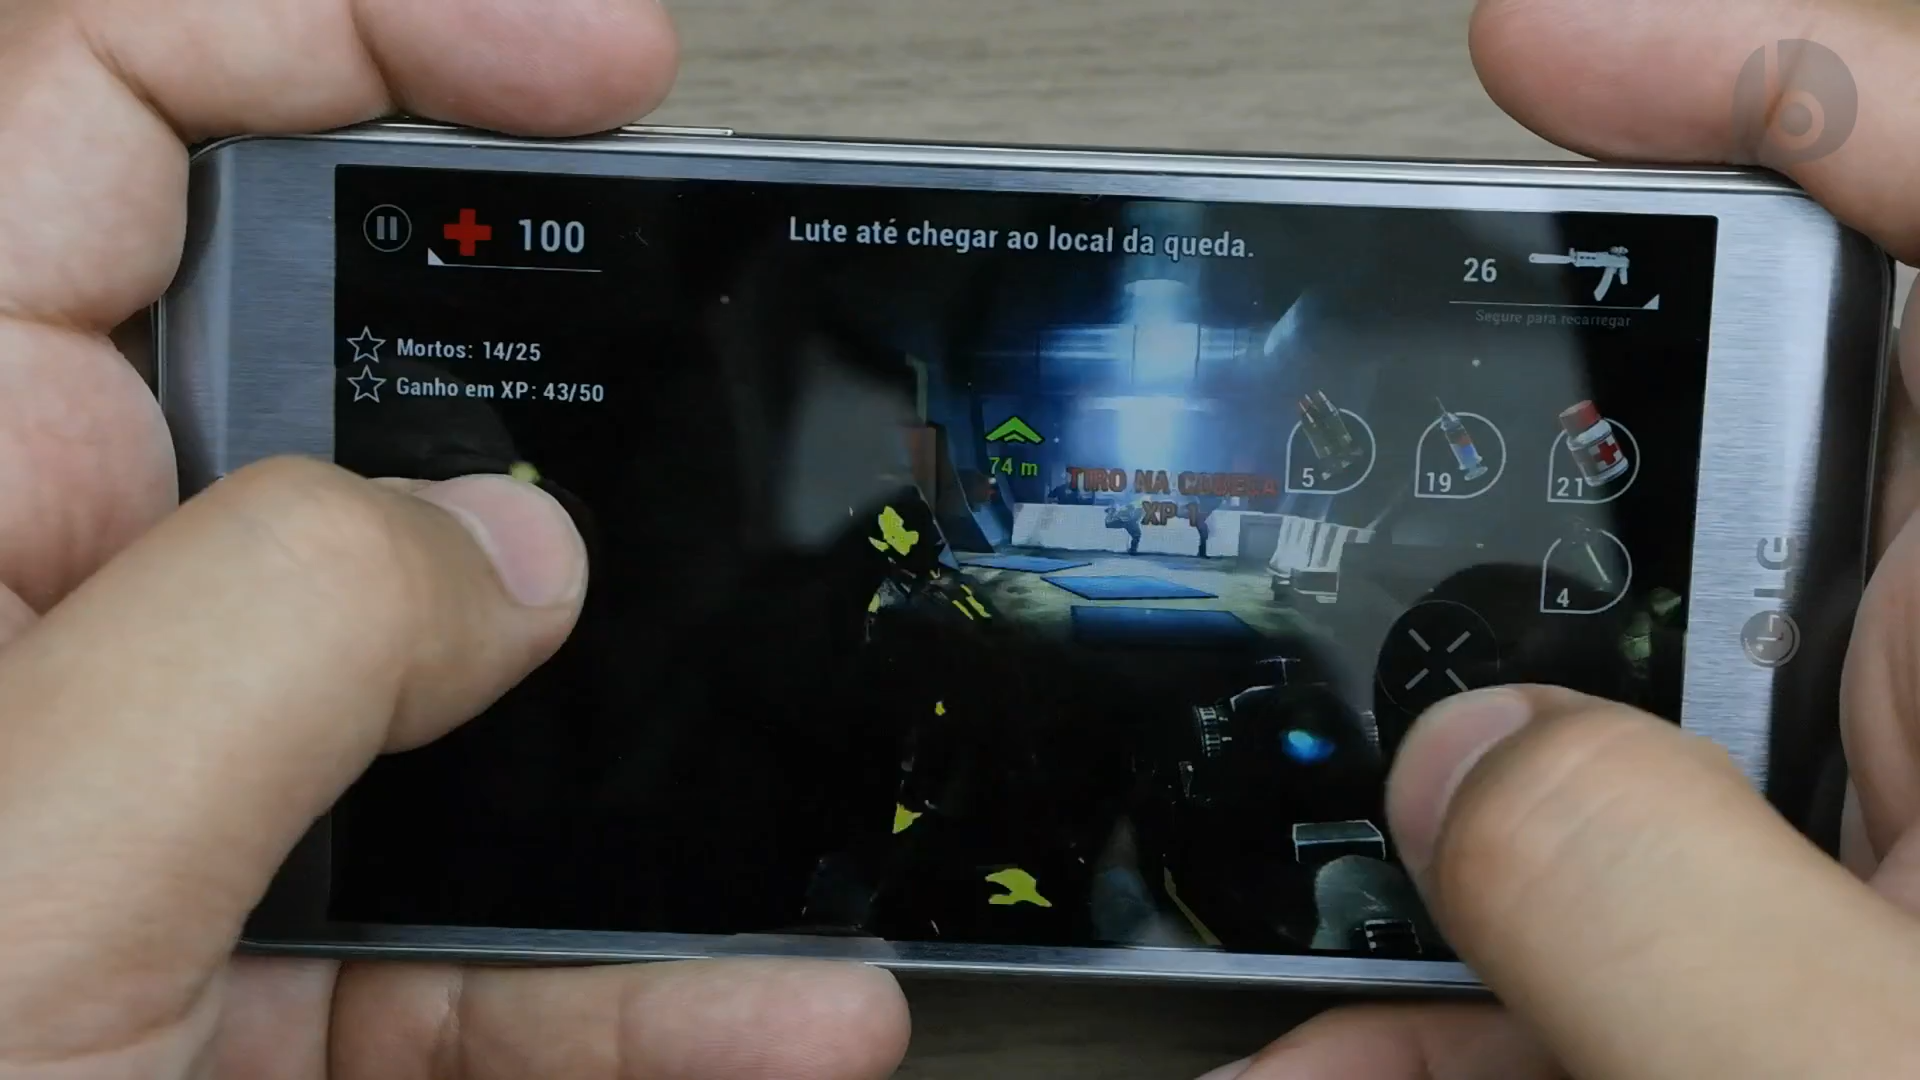 100
Lute até chegar ao local da queda.
26
Segure para recarregar
Mortos: 14/25
Ganho em XP: 43/50
74 m
TIRO NA CABEÇA
XP 1
5
19
21
4
LG